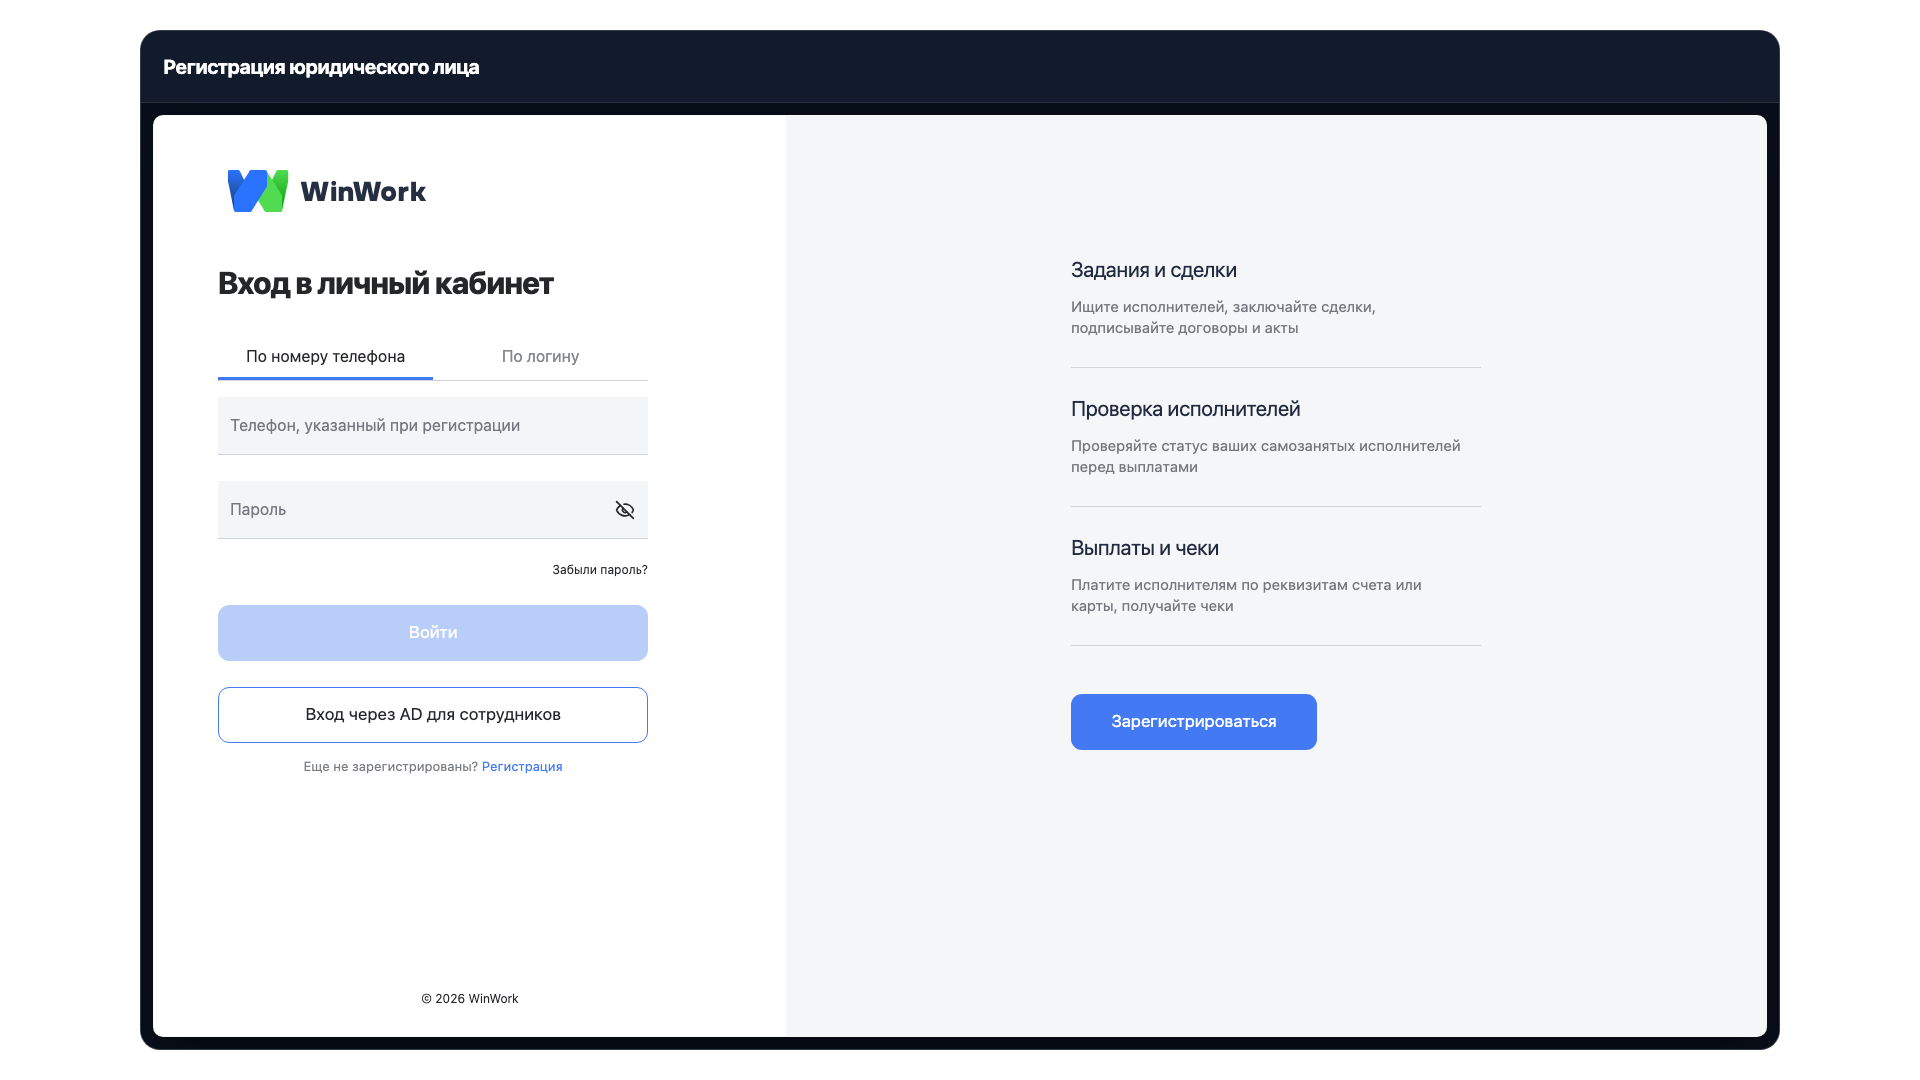 Регистрация юридического лица
WinWork
Вход в личный кабинет
По номеру телефона
По логину
Телефон, указанный при регистрации
Пароль
Забыли пароль?
Войти
Вход через AD для сотрудников
Еще не зарегистрированы? Регистрация
© 2026 WinWork
Задания и сделки
Ищите исполнителей, заключайте сделки,
подписывайте договоры и акты
Проверка исполнителей
Проверяйте статус ваших самозанятых исполнителей
перед выплатами
Выплаты и чеки
Платите исполнителям по реквизитам счета или
карты, получайте чеки
Зарегистрироваться